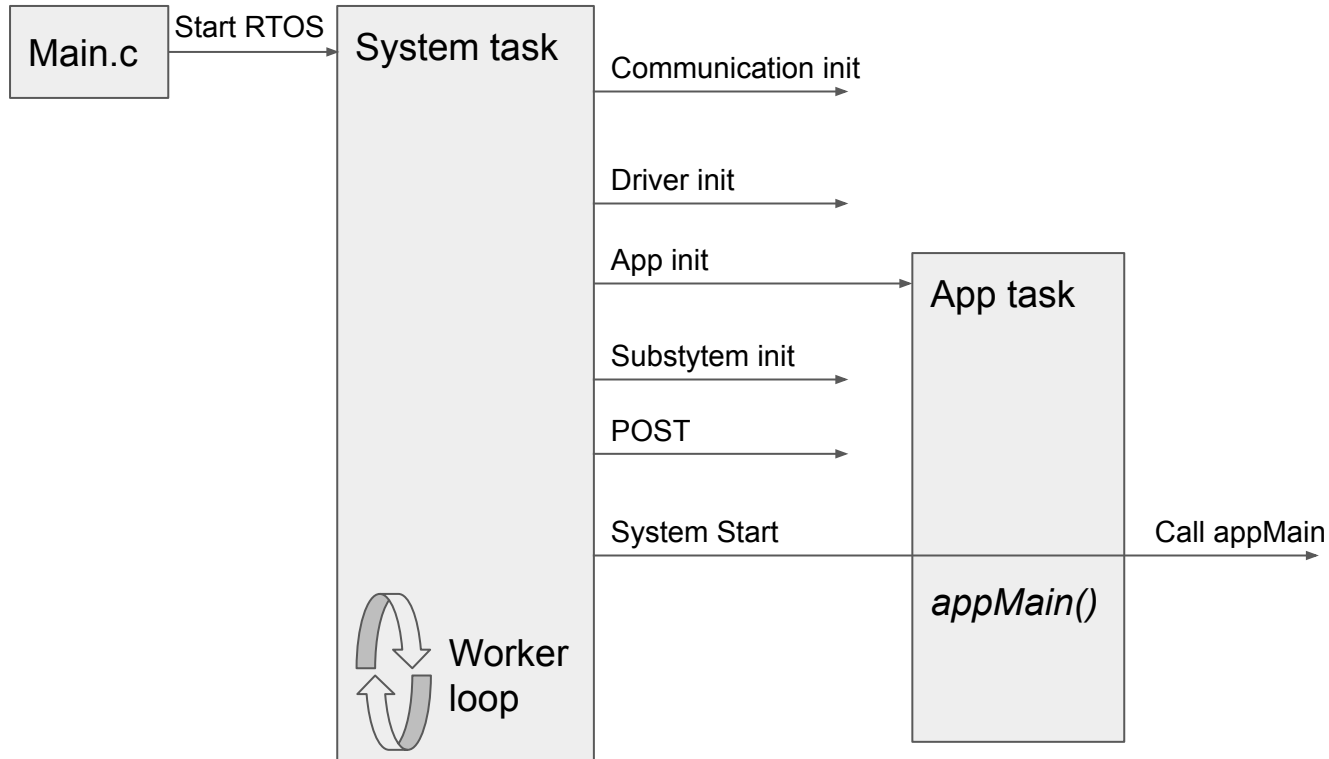 Main.c
Start RTOS
System task
Communication init
Driver init
App init
App task
Substytem init
POST
System Start
Call appMain
appMain()
Worker
loop